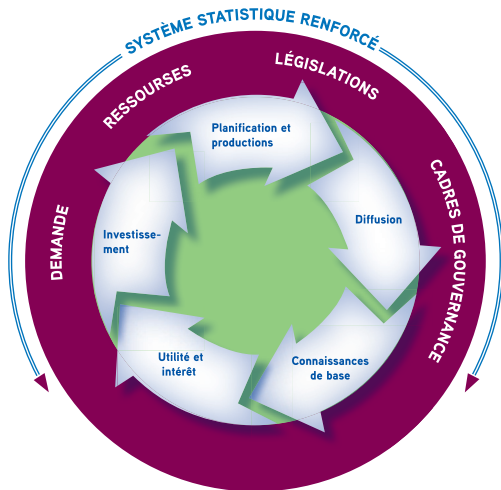 SYSTÈME STATISTIQUE RENFORCÉ
RESSOURSES
LÉGISLATIONS
DEMANDE
CADRES DE GOUVERNANCE
Planification et
productions
Diffusion
Connaissances
de base
Utilité et
intérêt
Investisse-
ment